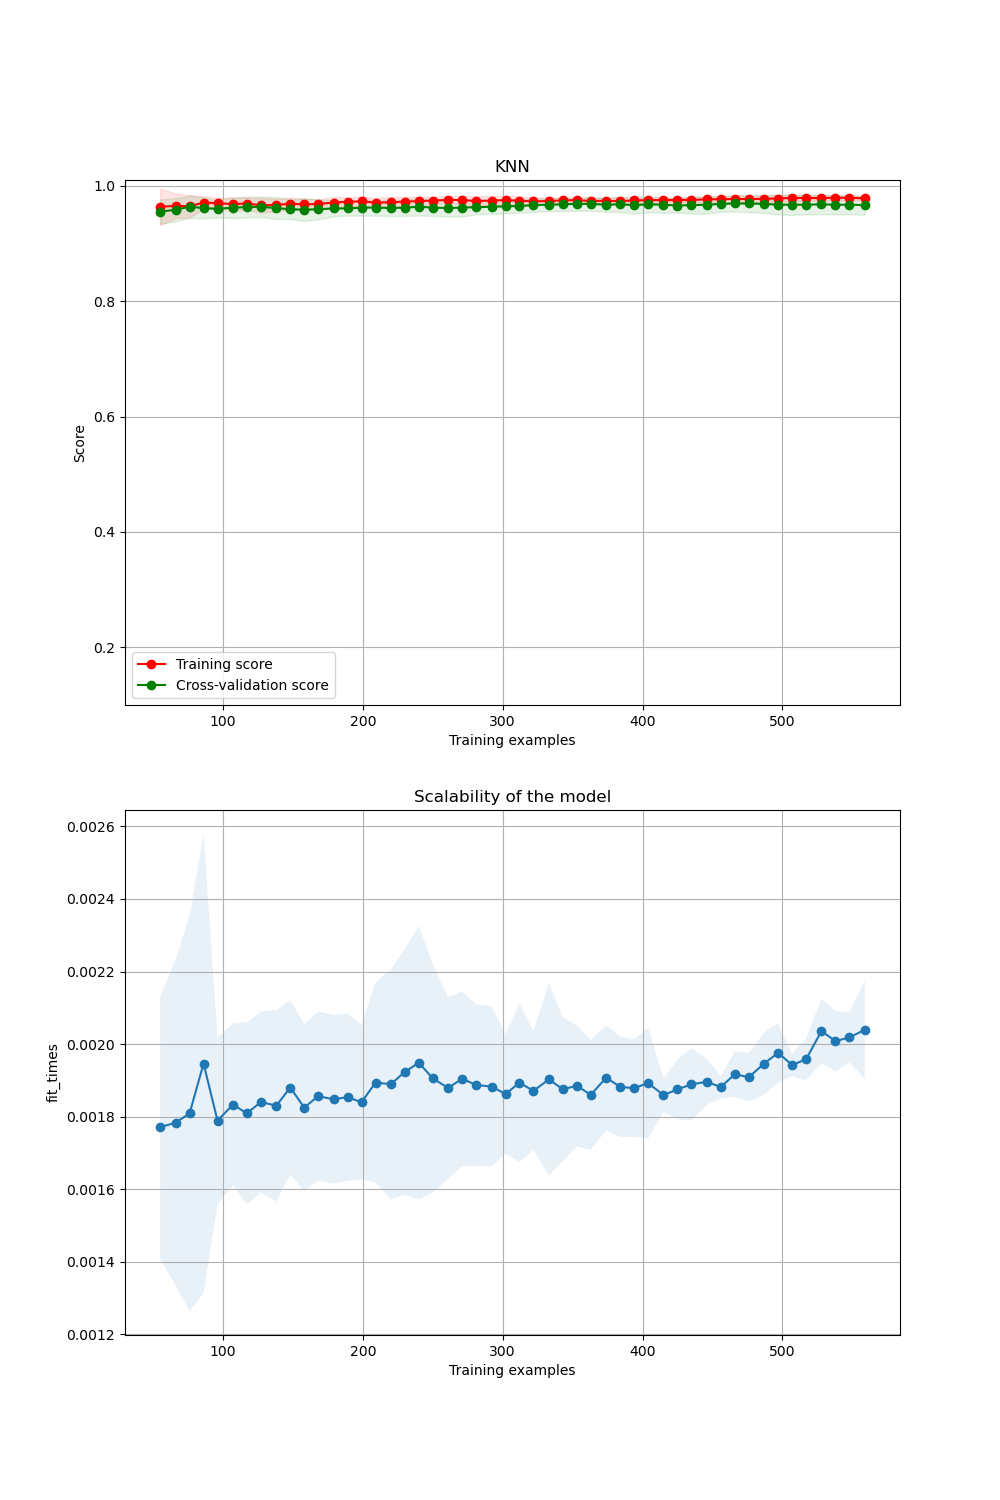 KNN
1.0
0.8
0.6
0.4
0.2
Score
Training score
Cross-validation score
100 200 300 400 500
Training examples
Scalability of the model
0.0026
0.0024
0.0022
0.0020
0.0018
0.0016
0.0014
0.0012
fit_times
100 200 300 400 500
Training examples